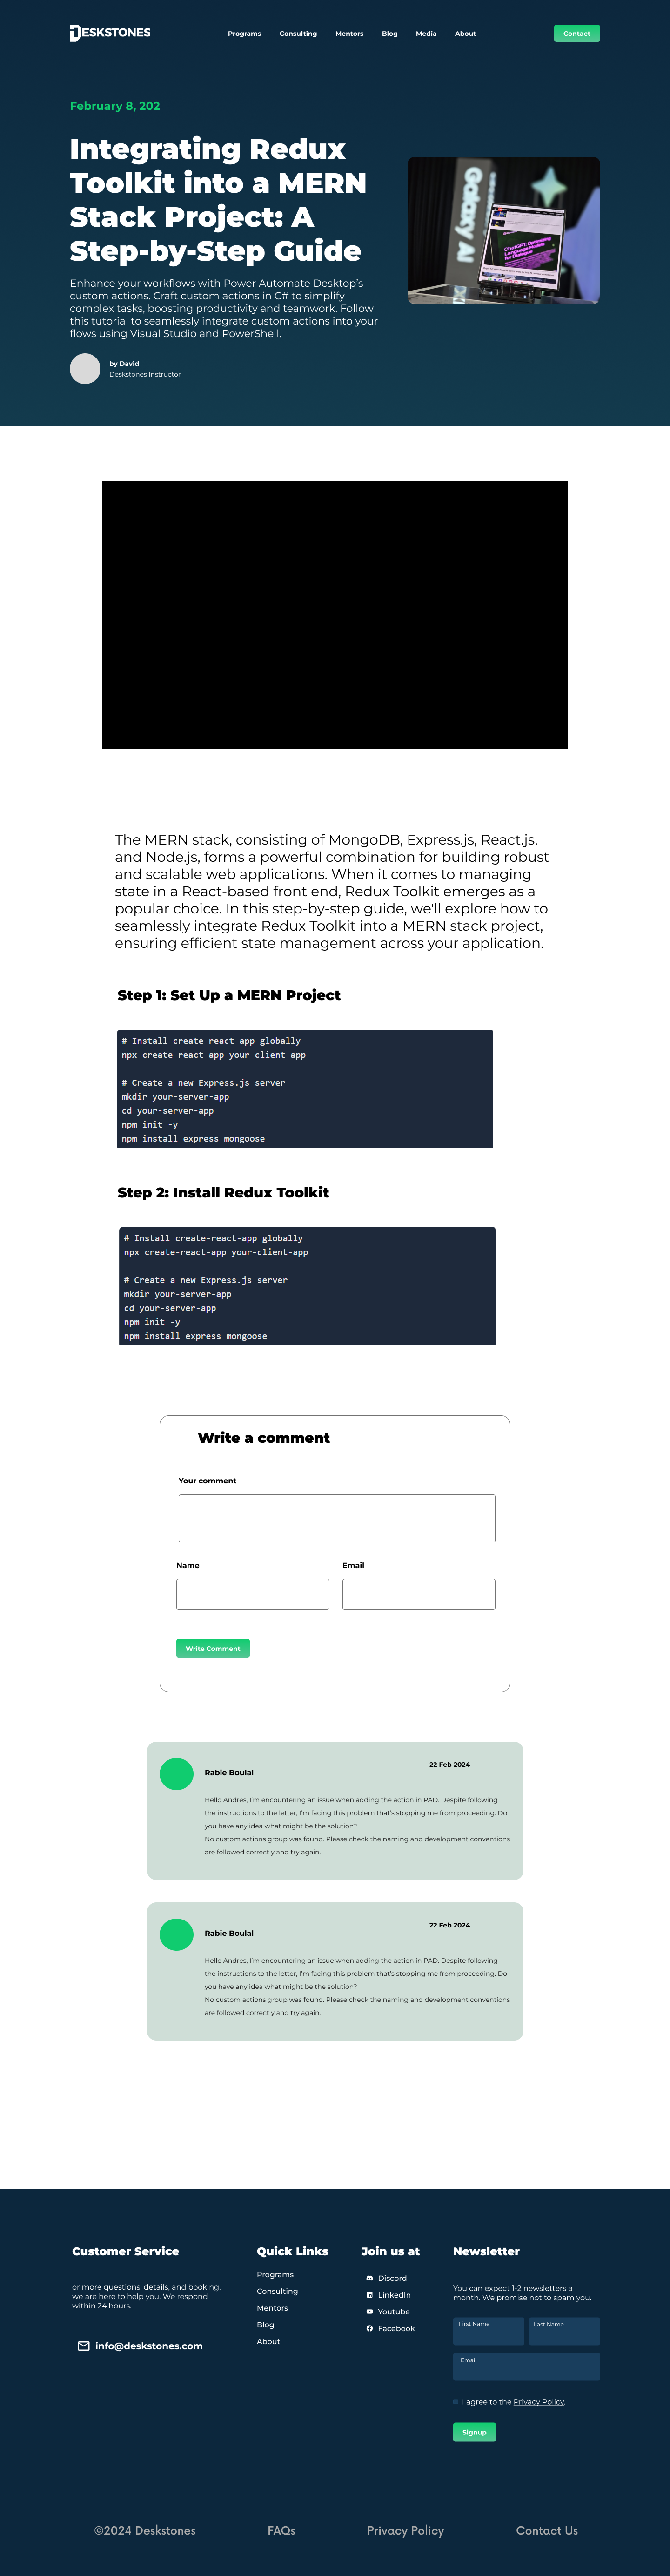 DESKSTONES
Programs
Consulting
Mentors
Blog
Media
About
Contact
February 8, 202
Integrating Redux
Toolkit into a MERN
Stack Project: A
Step-by-Step Guide
Galaxy AI
Enhance your workflows with Power Automate Desktop’s
custom actions. Craft custom actions in C# to simplify
complex tasks, boosting productivity and teamwork. Follow
this tutorial to seamlessly integrate custom actions into your
flows using Visual Studio and PowerShell.
by David
Deskstones Instructor
The MERN stack, consisting of MongoDB, Express.js, React.js,
and Node.js, forms a powerful combination for building robust
and scalable web applications. When it comes to managing
state in a React-based front end, Redux Toolkit emerges as a
popular choice. In this step-by-step guide, we'll explore how to
seamlessly integrate Redux Toolkit into a MERN stack project,
ensuring efficient state management across your application.
Step 1: Set Up a MERN Project
# Install create-react-app globally
npx create-react-app your-client-app
# Create a new Express.js server
mkdir your-server-app
cd your-server-app
npm init -y
npm install express mongoose
Step 2: Install Redux Toolkit
# Install create-react-app globally
npx create-react-app your-client-app
# Create a new Express.js server
mkdir your-server-app
cd your-server-app
npm init -y
npm install express mongoose
Write a comment
Your comment
Name
Email
Write Comment
22 Feb 2024
Rabie Boulal
Hello Andres, I’m encountering an issue when adding the action in PAD. Despite following
the instructions to the letter, I’m facing this problem that’s stopping me from proceeding. Do
you have any idea what might be the solution?
No custom actions group was found. Please check the naming and development conventions
are followed correctly and try again.
22 Feb 2024
Rabie Boulal
Hello Andres, I’m encountering an issue when adding the action in PAD. Despite following
the instructions to the letter, I’m facing this problem that’s stopping me from proceeding. Do
you have any idea what might be the solution?
No custom actions group was found. Please check the naming and development conventions
are followed correctly and try again.
Customer Service
or more questions, details, and booking,
we are here to help you. We respond
within 24 hours.
info@deskstones.com
Quick Links
Programs
Consulting
Mentors
Blog
About
Join us at
Discord
LinkedIn
Youtube
Facebook
Newsletter
You can expect 1-2 newsletters a
month. We promise not to spam you.
First Name
Last Name
Email
I agree to the Privacy Policy.
Signup
©2024 Deskstones
FAQs
Privacy Policy
Contact Us